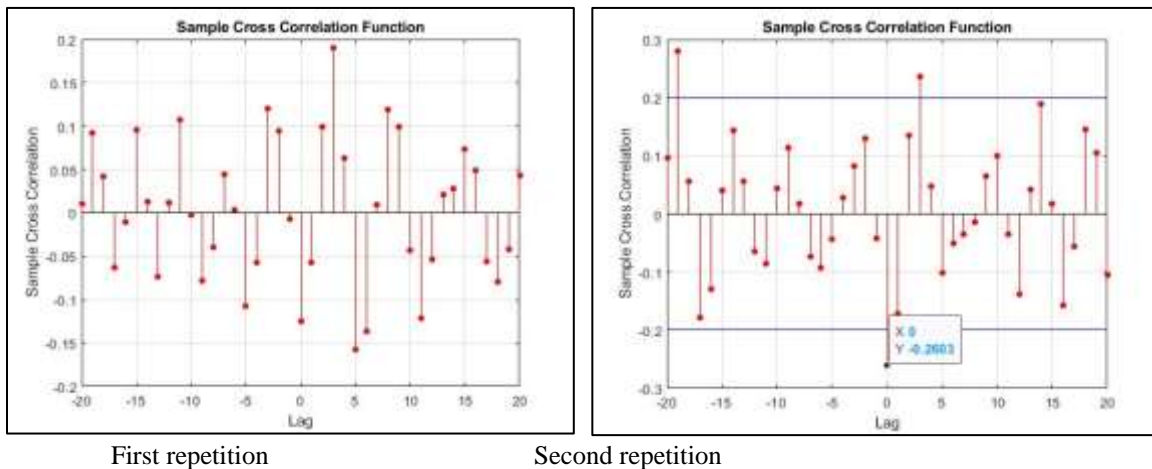 Sample Cross Correlation Function
0.2
0.15
0.1
0.05
0
-0.05
-0.1
-0.15
-0.2
Sample Cross Correlation
-20 -15 -10 -5 0 5 10 15 20
Lag
Sample Cross Correlation Function
0.3
0.2
0.1
0
-0.1
-0.2
-0.3
Sample Cross Correlation
X 0
Y -0.2603
-20 -15 -10 -5 0 5 10 15 20
Lag
First repetition
Second repetition